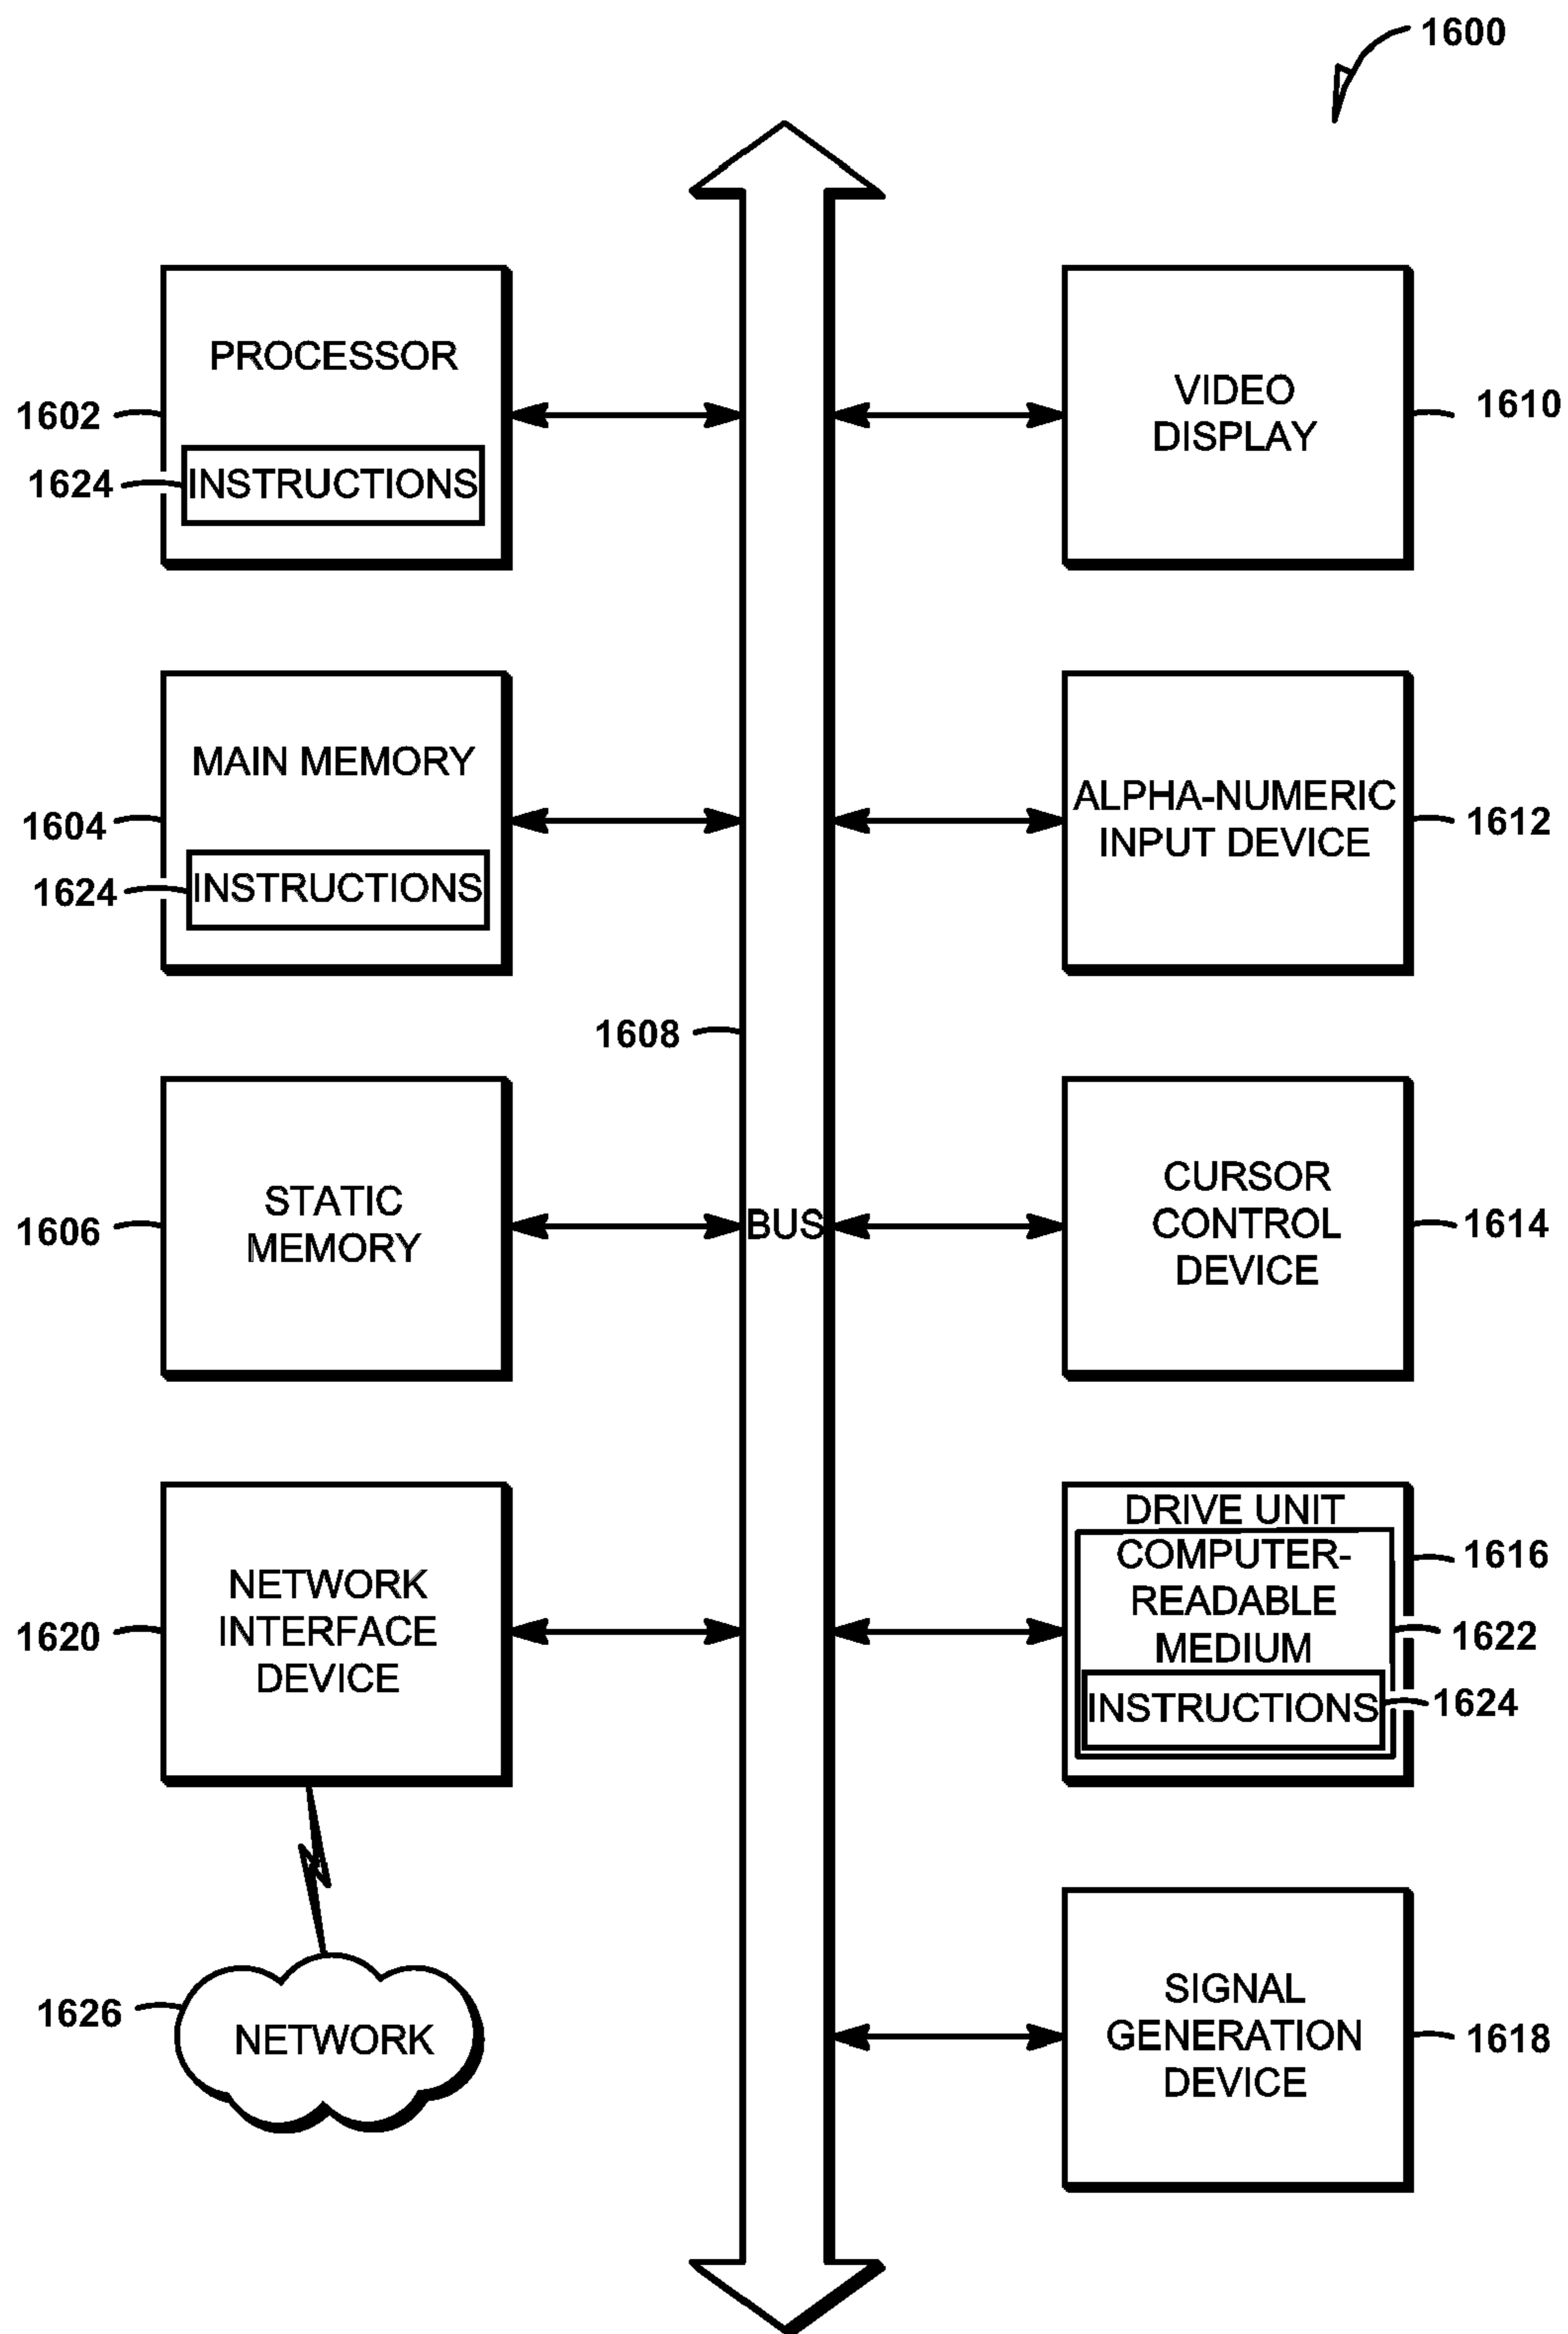 1600
PROCESSOR
1602
1624
INSTRUCTIONS
VIDEO
DISPLAY
1610
MAIN MEMORY
1604
1624
INSTRUCTIONS
ALPHA-NUMERIC
INPUT DEVICE
1612
1608
STATIC
MEMORY
1606
BUS
CURSOR
CONTROL
DEVICE
1614
NETWORK
INTERFACE
DEVICE
1620
DRIVE UNIT
COMPUTER-
READABLE
MEDIUM
INSTRUCTIONS
1616
1622
1624
1626
NETWORK
SIGNAL
GENERATION
DEVICE
1618